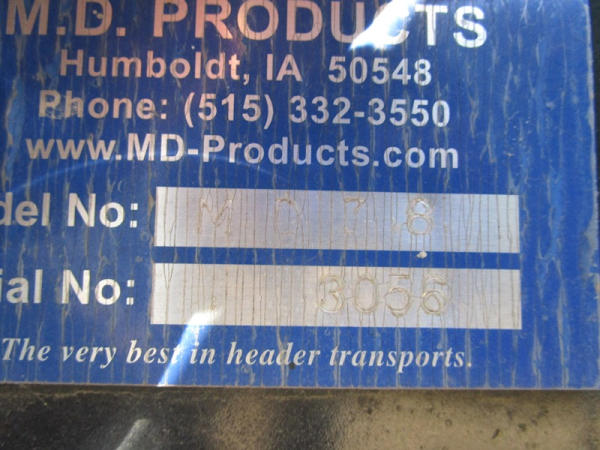 M.D. PRODUCTS
Humboldt, IA 50548
Phone: (515) 332-3550
www.MD-Products.com
del No: MD38
ial No: 3056
The very best in header transports.